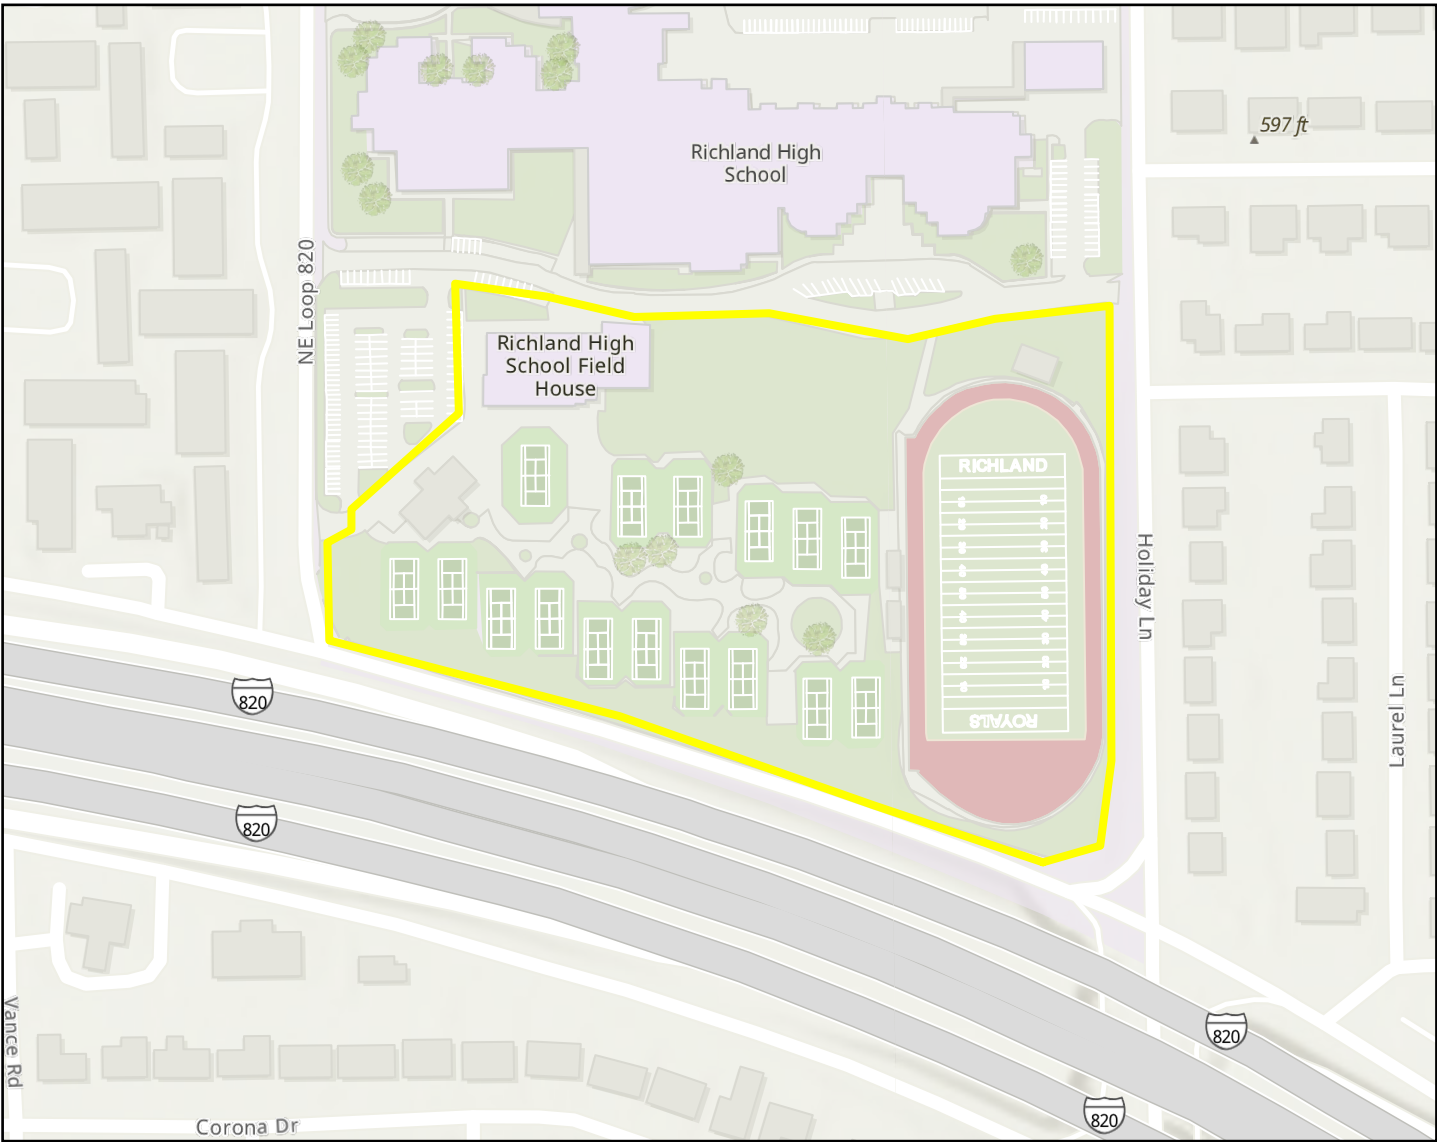 597 ft
Richland High
School
NE Loop 820
Richland High
School Field
House
RICHLAND
Holiday Ln
820
Laurel Ln
ROYALS
820
Vance Rd
820
820
Corona Dr